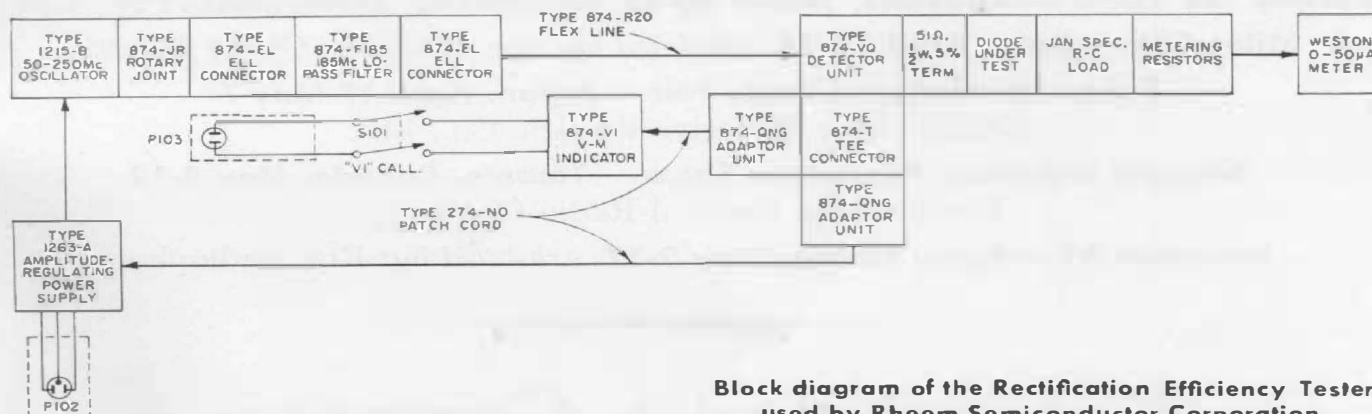 TYPE
1215-B
50-250Mc
OSCILLATOR
TYPE
874-JR
ROTARY
JOINT
TYPE
874-EL
ELL
CONNECTOR
TYPE
874-F185
185Mc LO-
PASS FILTER
TYPE
874-EL
ELL
CONNECTOR
TYPE 874-R20
FLEX LINE
TYPE
874-VQ
DETECTOR
UNIT
51Ω,
½W, 5%
TERM
DIODE
UNDER
TEST
JAN SPEC.
R-C
LOAD
METERING
RESISTORS
WESTON
0-50μA
METER
P103
S101
"VI" CALL.
TYPE
874-VI
V-M
INDICATOR
TYPE
874-QNG
ADAPTOR
UNIT
TYPE
874-T
TEE
CONNECTOR
TYPE
874-QNG
ADAPTOR
UNIT
TYPE 274-NO
PATCH CORD
TYPE
1263-A
AMPLITUDE-
REGULATING
POWER
SUPPLY
P102
Block diagram of the Rectification Efficiency Tester
used by Rheem Semiconductor Corporation